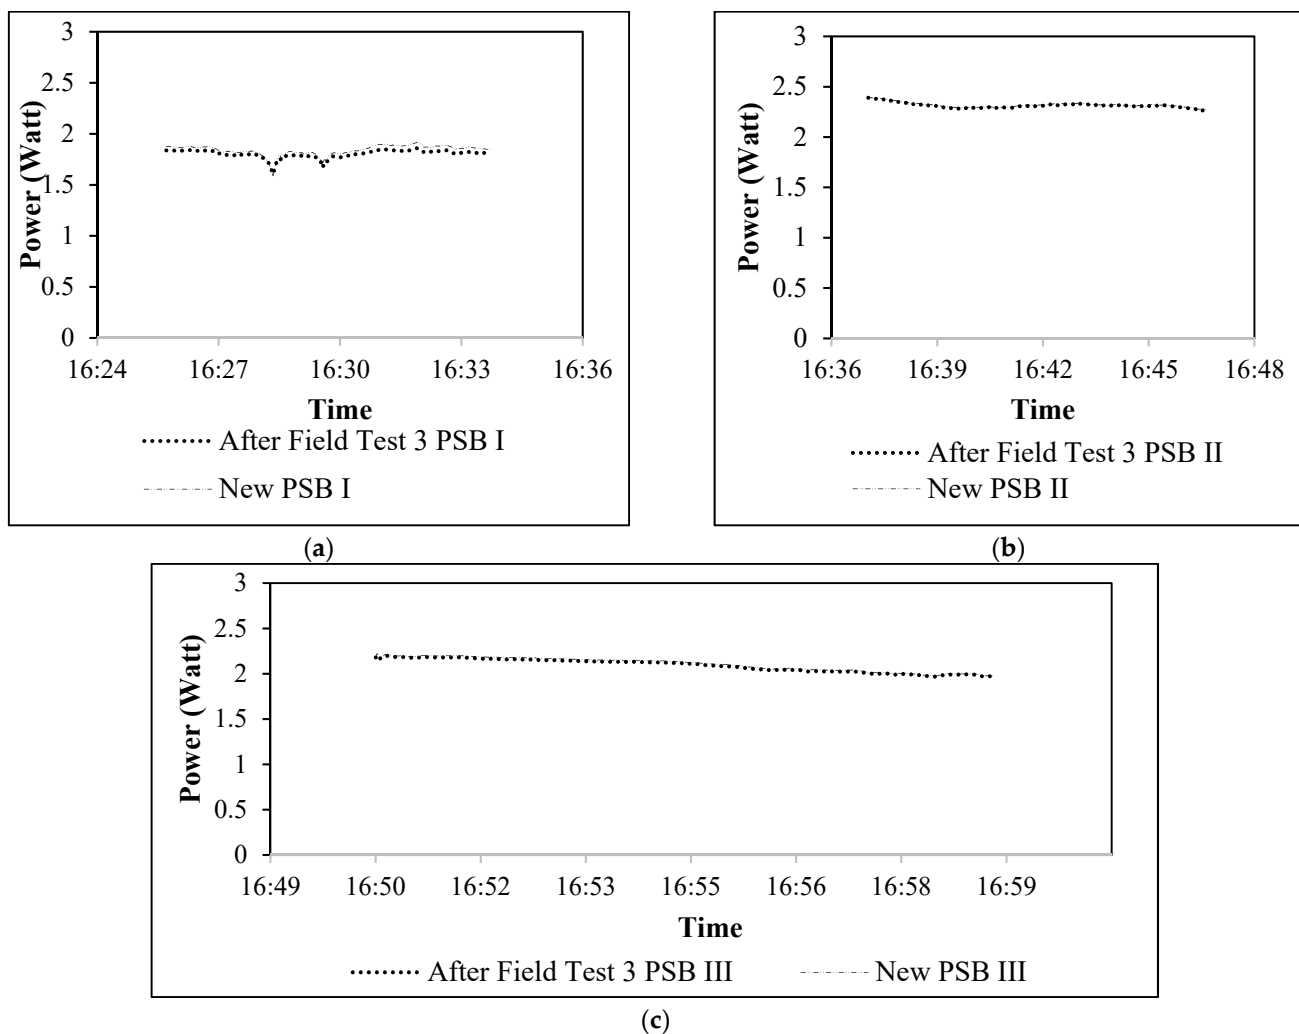 3
2.5
2
1.5
1
0.5
0
Power (Watt)
16:24 16:27 16:30 16:33 16:36
Time
After Field Test 3 PSB I
New PSB I
(a)
3
2.5
2
1.5
1
0.5
0
Power (Watt)
16:36 16:39 16:42 16:45 16:48
Time
After Field Test 3 PSB II
New PSB II
(b)
3
2.5
2
1.5
1
0.5
0
Power (Watt)
16:49 16:50 16:52 16:53 16:55 16:56 16:58 16:59
Time
After Field Test 3 PSB III New PSB III
(c)